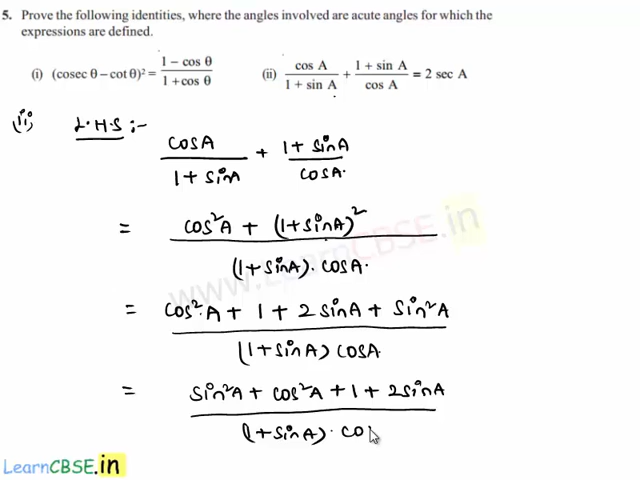 5. Prove the following identities, where the angles involved are acute angles for which the
expressions are defined.
(i) (cosec θ – cot θ)² = (1 – cos θ)/(1 + cos θ) (ii) cos A/(1 + sin A) + (1 + sin A)/cos A = 2 sec A
(ii) L.H.S :-
cosA/(1 + sinA) + (1 + sinA)/cosA.
= (cos²A + (1+sinA)²)/((1+sinA). cosA.)
= (cos²A + 1 + 2sinA + sin²A)/((1+sinA) cosA)
= (sin²A + cos²A + 1 + 2sinA)/((1+sinA). co
www.LearnCBSE.in
LearnCBSE.in